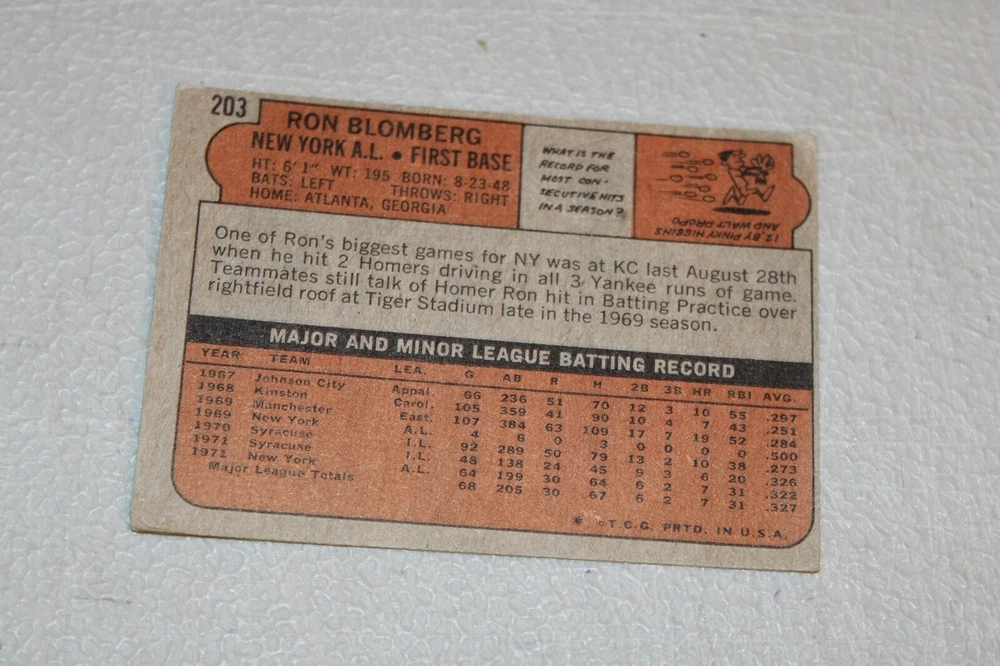 203
RON BLOMBERG
NEW YORK A.L. • FIRST BASE
HT: 6' 1" WT: 195 BORN: 8-23-48
BATS: LEFT THROWS: RIGHT
HOME: ATLANTA, GEORGIA
WHAT IS THE
RECORD FOR
MOST CON-
SECUTIVE HITS
IN A SEASON?
12, BY PINKY HIGGINS
AND WALT DROPO
One of Ron's biggest games for NY was at KC last August 28th
when he hit 2 Homers driving in all 3 Yankee runs of game.
Teammates still talk of Homer Ron hit in Batting Practice over
rightfield roof at Tiger Stadium late in the 1969 season.
MAJOR AND MINOR LEAGUE BATTING RECORD
YEAR TEAM LEA. G AB R H 2B 3B HR RBI AVG.
1967 Johnson City Appal. 66 236 51 70 12 3 10 55 .297
1968 Kinston Carol. 105 359 41 90 10 4 7 43 .251
1969 Manchester East. 107 384 63 109 17 7 19 52 .284
1969 New York A.L. 4 6 0 3 0 0 0 0 .500
1970 Syracuse I.L. 92 289 50 79 13 2 10 38 .273
1971 Syracuse I.L. 48 138 24 45 9 3 6 20 .326
1971 New York A.L. 64 199 30 64 6 2 7 31 .322
Major League Totals 68 205 30 67 6 2 7 31 .327
* ©T.C.G. PRTD. IN U.S.A.